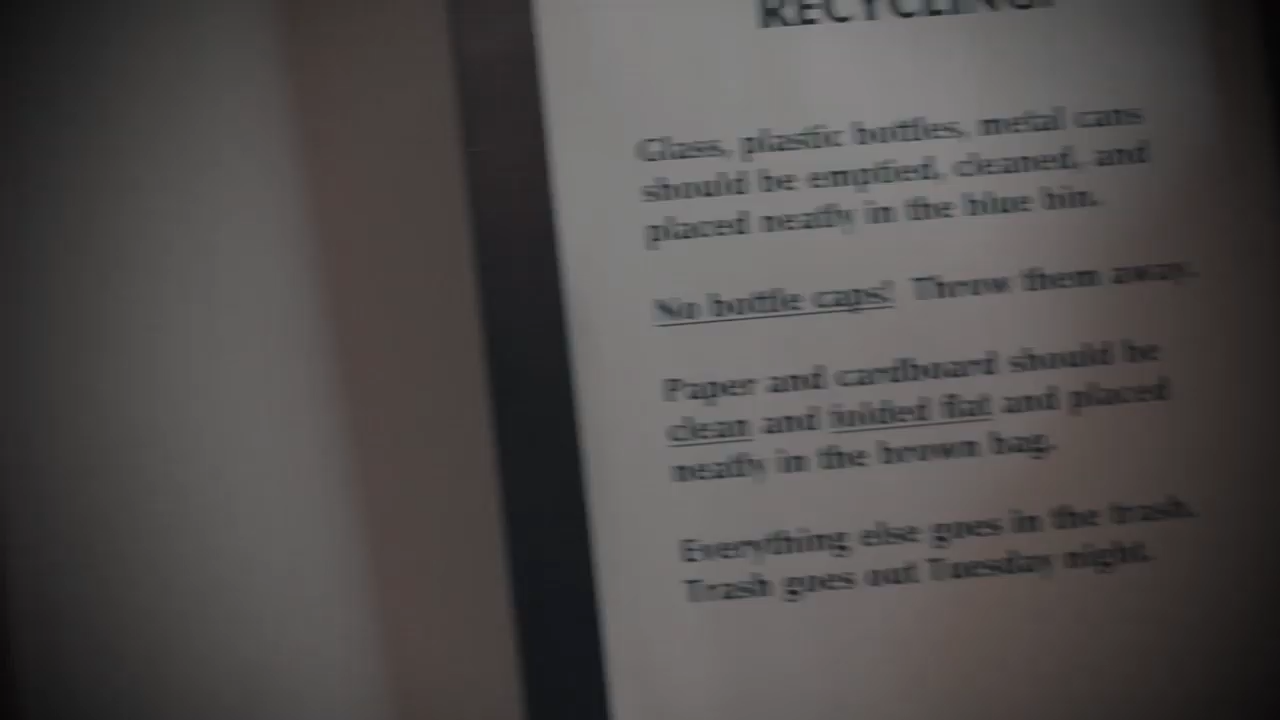 RECYCLING!
Glass, plastic bottles, metal cans
should be emptied, cleaned, and
placed neatly in the blue bin.
No bottle caps! Throw them away.
Paper and cardboard should be
clean and folded flat and placed
neatly in the brown bag.
Everything else goes in the trash.
Trash goes out Tuesday night.